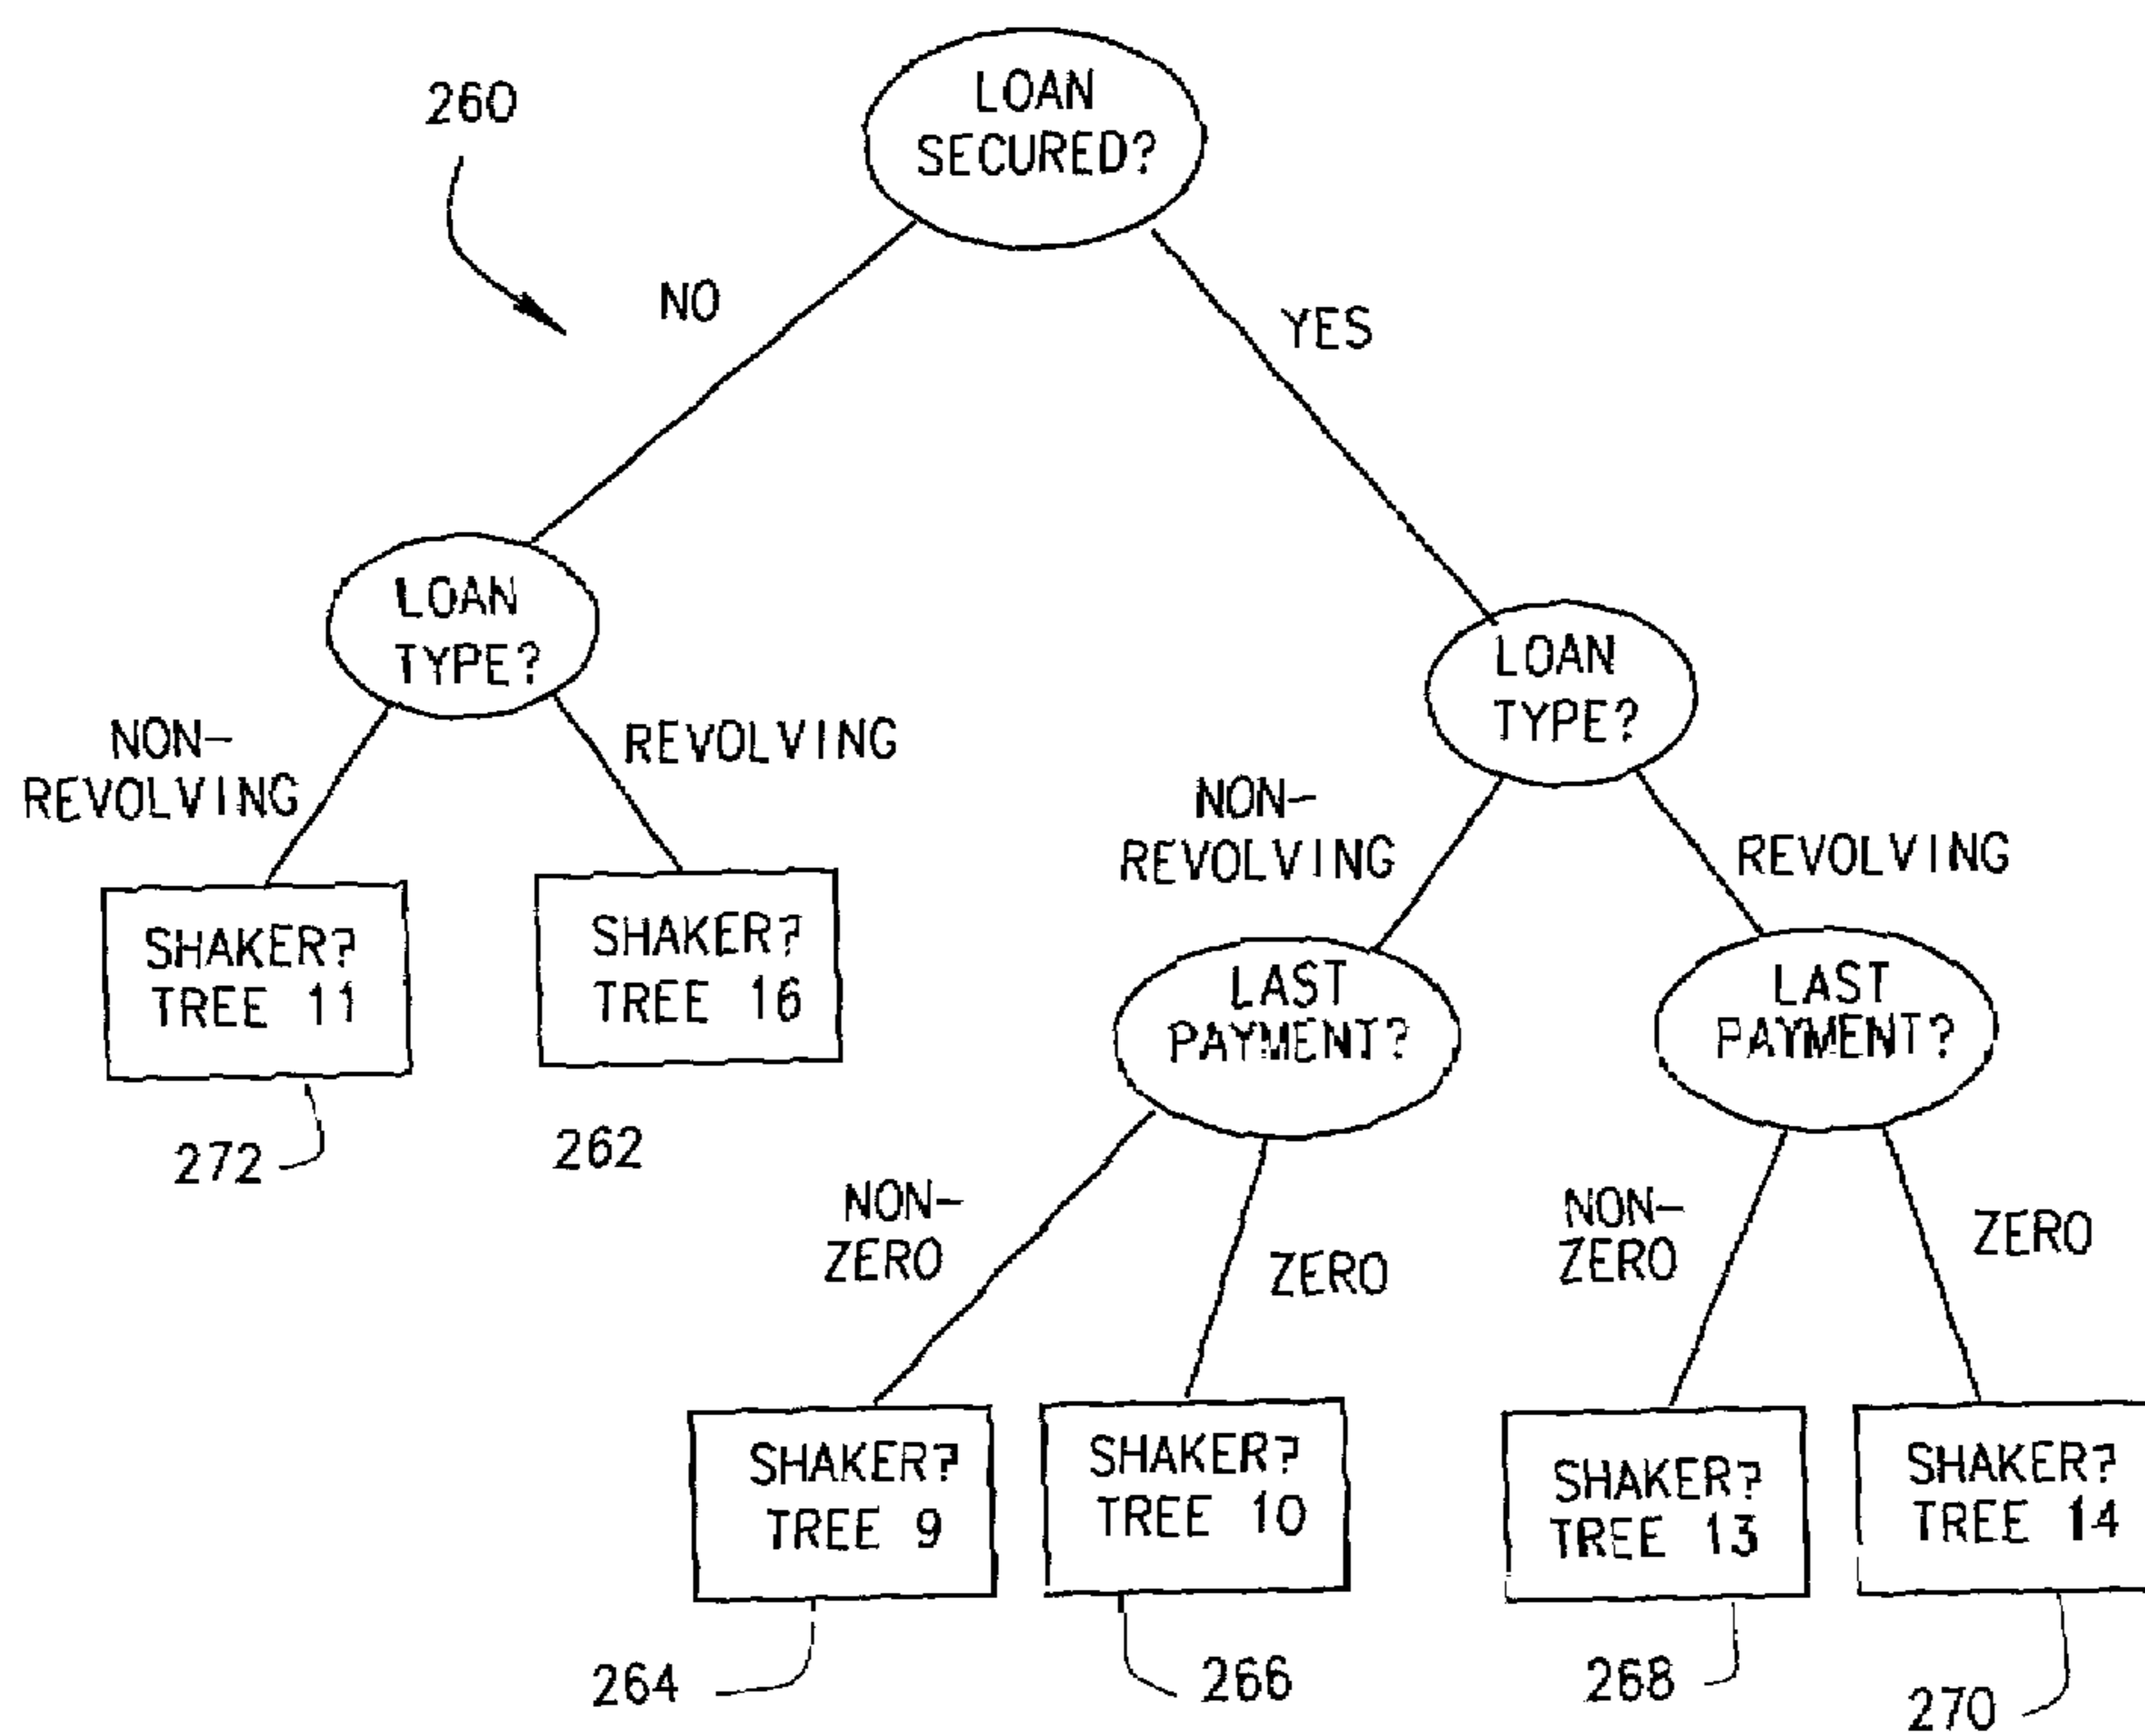 260
LOAN
SECURED?
NO
YES
LOAN
TYPE?
LOAN
TYPE?
NON-
REVOLVING
REVOLVING
NON-
REVOLVING
REVOLVING
SHAKER?
TREE 11
SHAKER?
TREE 16
LAST
PAYMENT?
LAST
PAYMENT?
272
262
NON-
ZERO
ZERO
NON-
ZERO
ZERO
SHAKER?
TREE 9
SHAKER?
TREE 10
SHAKER?
TREE 13
SHAKER?
TREE 14
264
266
268
270